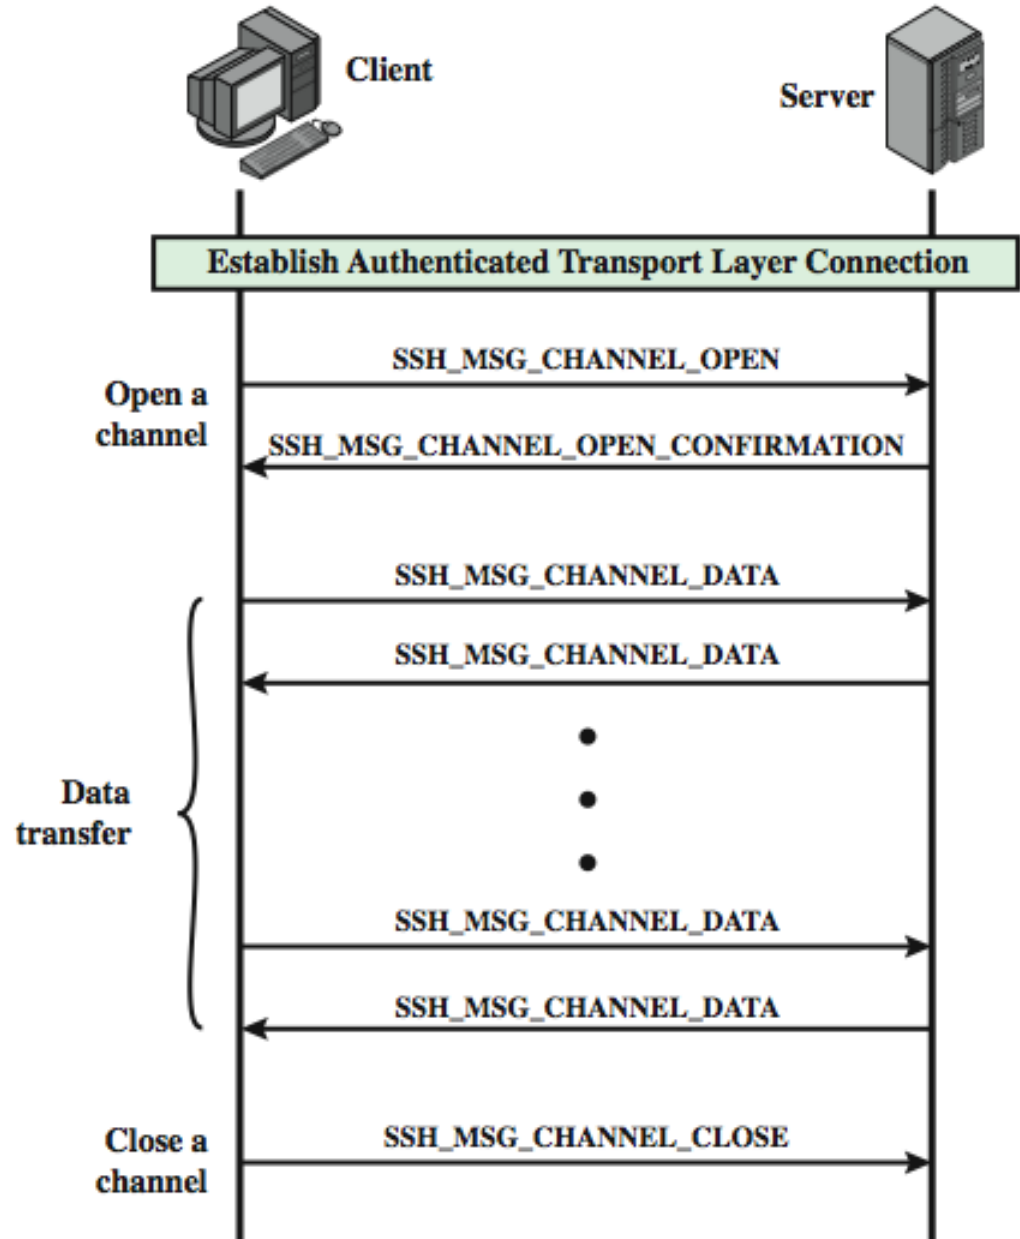 Client
Server
Establish Authenticated Transport Layer Connection
SSH_MSG_CHANNEL_OPEN
Open a
channel
SSH_MSG_CHANNEL_OPEN_CONFIRMATION
SSH_MSG_CHANNEL_DATA
SSH_MSG_CHANNEL_DATA
Data
transfer
SSH_MSG_CHANNEL_DATA
SSH_MSG_CHANNEL_DATA
Close a
channel
SSH_MSG_CHANNEL_CLOSE